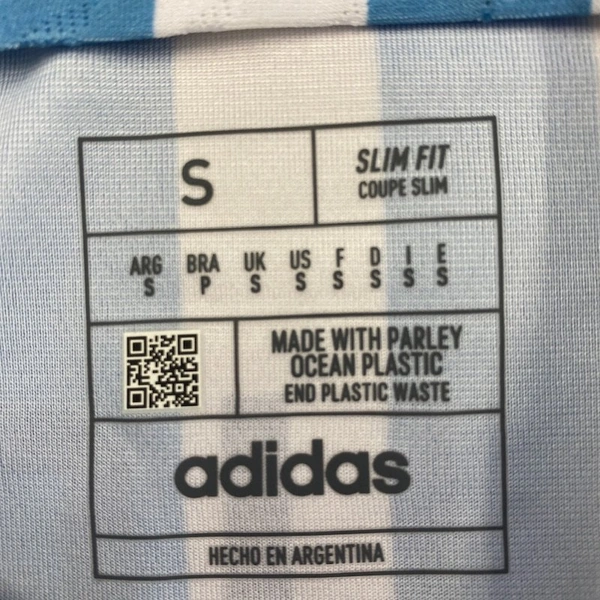 S
SLIM FIT
COUPE SLIM
ARG BRA UK US F D I E
S P S S S S S S
MADE WITH PARLEY
OCEAN PLASTIC
END PLASTIC WASTE
adidas
HECHO EN ARGENTINA